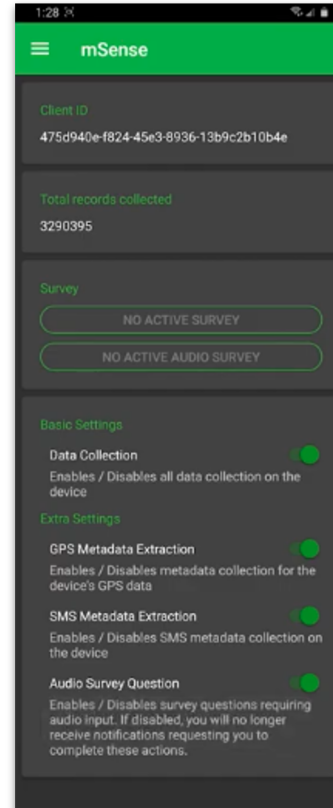 1:28
mSense
Client ID
475d940e-f824-45e3-8936-13b9c2b10b4e
Total records collected
3290395
Survey
NO ACTIVE SURVEY
NO ACTIVE AUDIO SURVEY
Basic Settings
Data Collection
Enables / Disables all data collection on the
device
Extra Settings
GPS Metadata Extraction
Enables / Disables metadata collection for the
device's GPS data
SMS Metadata Extraction
Enables / Disables SMS metadata collection on
the device
Audio Survey Question
Enables / Disables survey questions requiring
audio input. If disabled, you will no longer
receive notifications requesting you to
complete these actions.